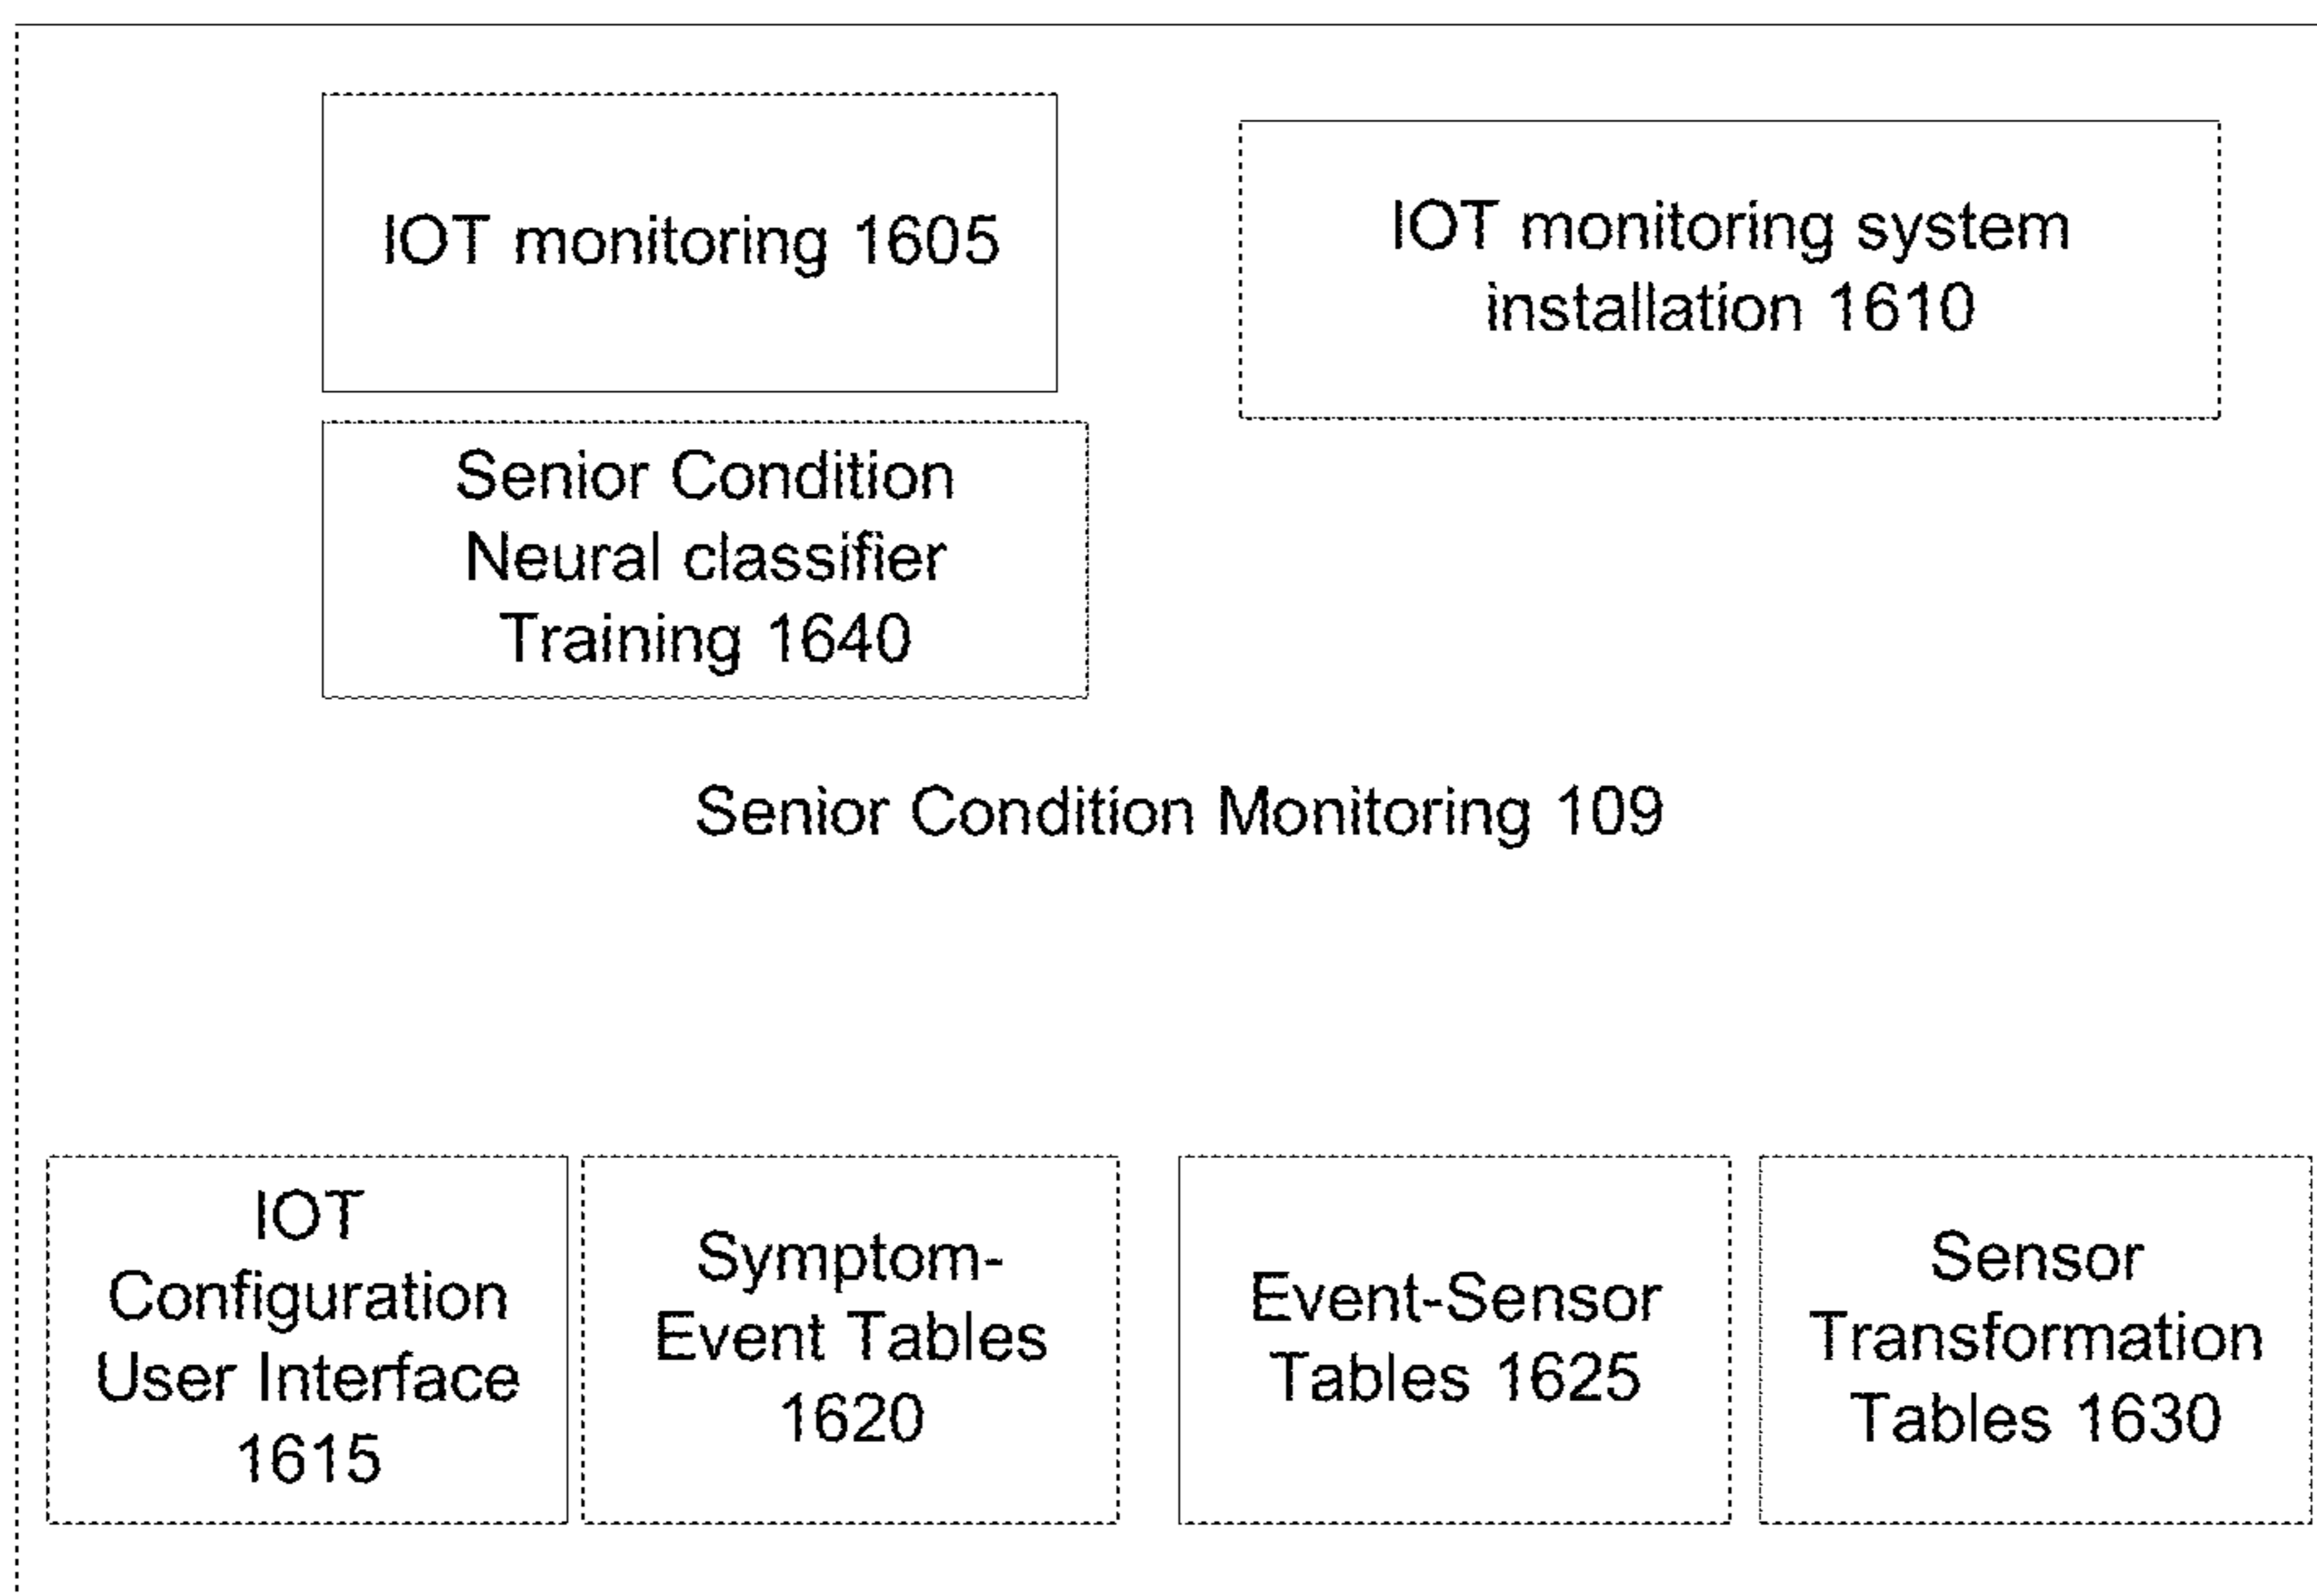 IOT monitoring 1605
IOT monitoring system
installation 1610
Senior Condition
Neural classifier
Training 1640
Senior Condition Monitoring 109
IOT
Configuration
User Interface
1615
Symptom-
Event Tables
1620
Event-Sensor
Tables 1625
Sensor
Transformation
Tables 1630